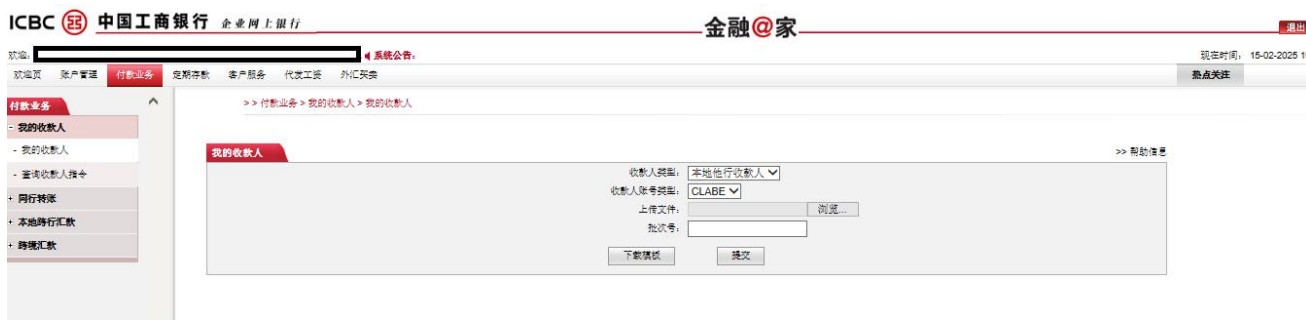 ICBC 中国工商银行 企业网上银行
金融@家
退出
欢迎:
系统公告:
现在时间: 15-02-2025 1
欢迎页 账户管理 付款业务 定期存款 客户服务 代发工资 外汇买卖
热点关注
付款业务
- 我的收款人
- 我的收款人
- 查询收款人指令
+ 同行转账
+ 本地跨行汇款
+ 跨境汇款
>> 付款业务 > 我的收款人 > 我的收款人
我的收款人
>> 帮助信息
收款人类型: 本地他行收款人
收款人账号类型: CLABE
上传文件: 浏览...
批次号:
下载模板 提交